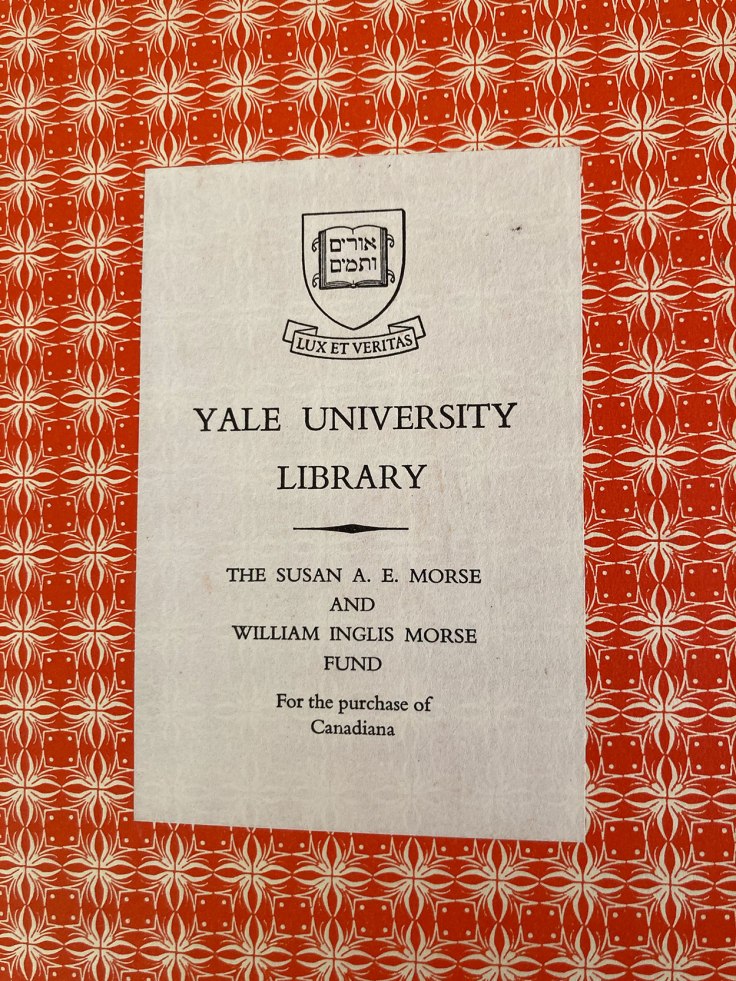 אורים
ותמים
LUX ET VERITAS
YALE UNIVERSITY
LIBRARY
THE SUSAN A. E. MORSE
AND
WILLIAM INGLIS MORSE
FUND
For the purchase of
Canadiana